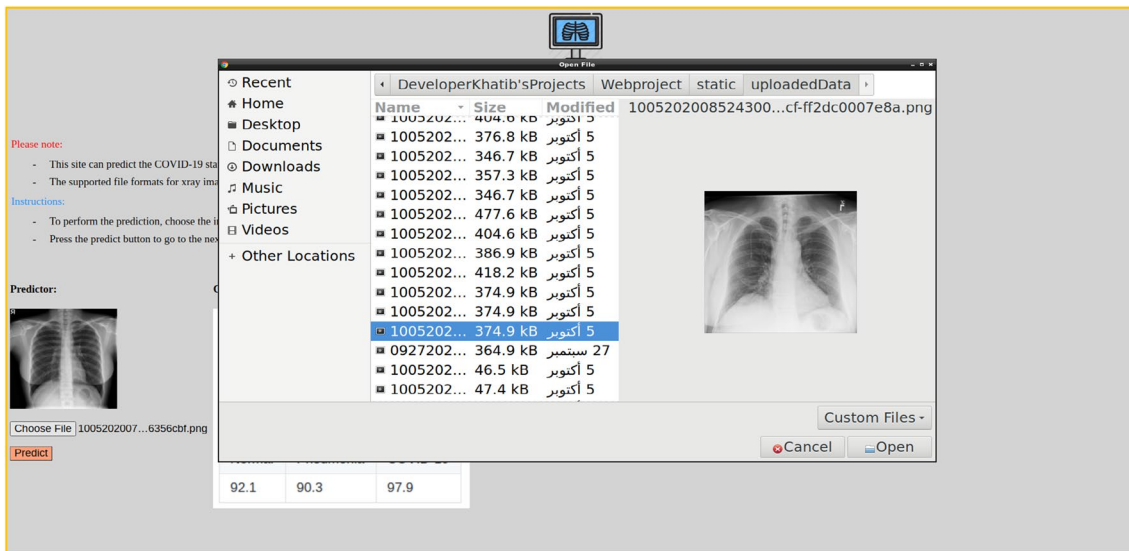 Open File
Recent
Home
Desktop
Documents
Downloads
Music
Pictures
Videos
Other Locations
DeveloperKhatib'sProjects Webproject static uploadedData
Name Size Modified
1005202... 404.6 kB 5 أكتوبر
1005202... 376.8 kB 5 أكتوبر
1005202... 346.7 kB 5 أكتوبر
1005202... 357.3 kB 5 أكتوبر
1005202... 346.7 kB 5 أكتوبر
1005202... 477.6 kB 5 أكتوبر
1005202... 404.6 kB 5 أكتوبر
1005202... 386.9 kB 5 أكتوبر
1005202... 418.2 kB 5 أكتوبر
1005202... 374.9 kB 5 أكتوبر
1005202... 374.9 kB 5 أكتوبر
1005202... 374.9 kB 5 أكتوبر
0927202... 364.9 kB 27 سبتمبر
1005202... 46.5 kB 5 أكتوبر
1005202... 47.4 kB 5 أكتوبر
1005202008524300...cf-ff2dc0007e8a.png
Custom Files
Cancel
Open
Please note:
- This site can predict the COVID-19 sta
- The supported file formats for xray ima
Instructions:
- To perform the prediction, choose the i
- Press the predict button to go to the nex
Predictor:
Choose File 1005202007...6356cbf.png
Predict
92.1 90.3 97.9